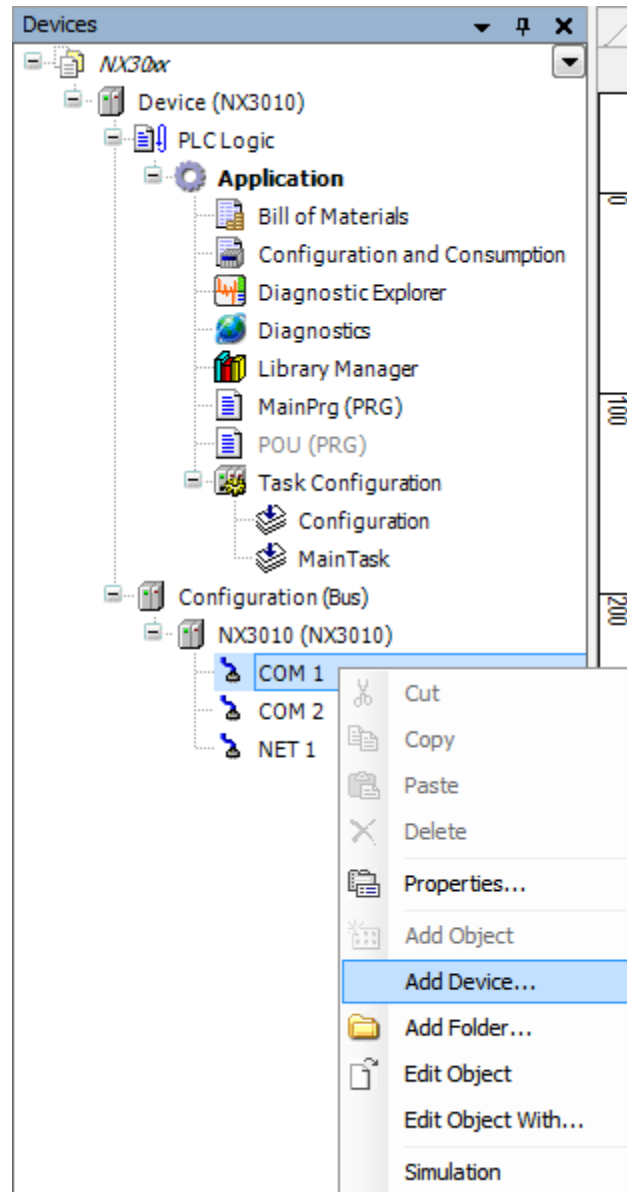 Devices
NX30xx
Device (NX3010)
PLC Logic
Application
Bill of Materials
Configuration and Consumption
Diagnostic Explorer
Diagnostics
Library Manager
MainPrg (PRG)
POU (PRG)
Task Configuration
Configuration
MainTask
Configuration (Bus)
NX3010 (NX3010)
COM 1
COM 2
NET 1
Cut
Copy
Paste
Delete
Properties...
Add Object
Add Device...
Add Folder...
Edit Object
Edit Object With...
Simulation
0
100
200